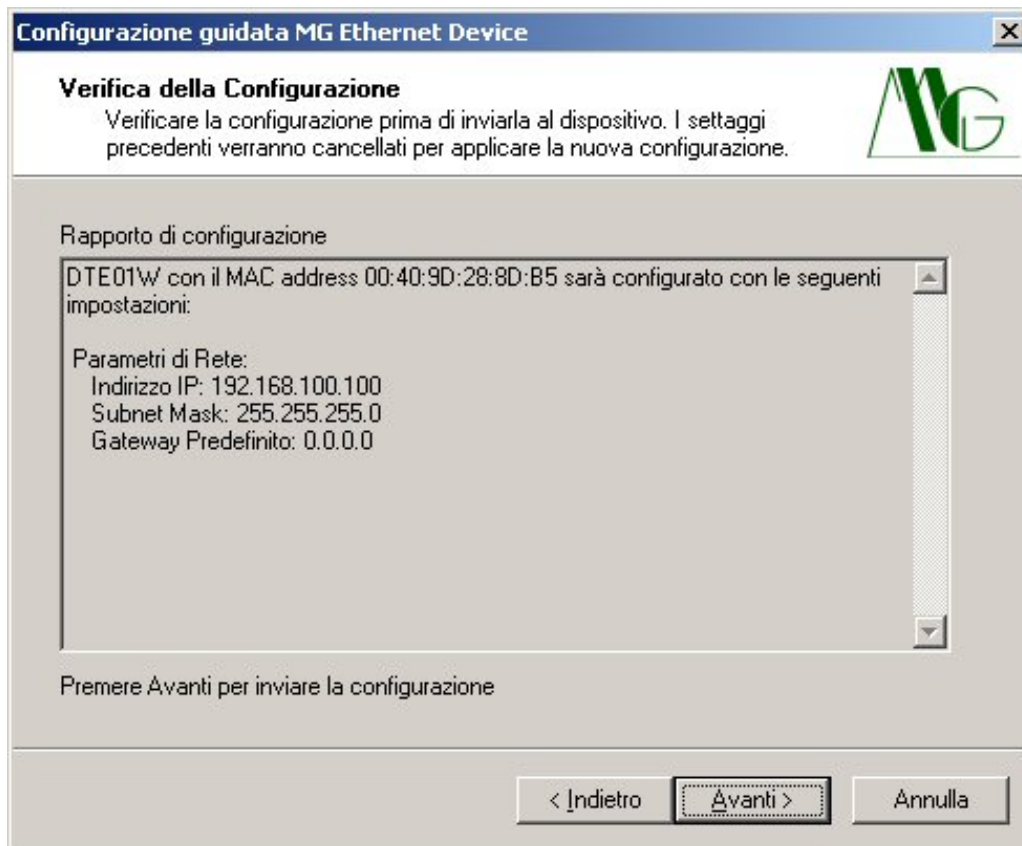 Configurazione guidata MG Ethernet Device
Verifica della Configurazione
Verificare la configurazione prima di inviarla al dispositivo. I settaggi
precedenti verranno cancellati per applicare la nuova configurazione.
MG
Rapporto di configurazione
DTE01W con il MAC address 00:40:9D:28:8D:B5 sarà configurato con le seguenti
impostazioni:
Parametri di Rete:
Indirizzo IP: 192.168.100.100
Subnet Mask: 255.255.255.0
Gateway Predefinito: 0.0.0.0
Premere Avanti per inviare la configurazione
< Indietro
Avanti >
Annulla